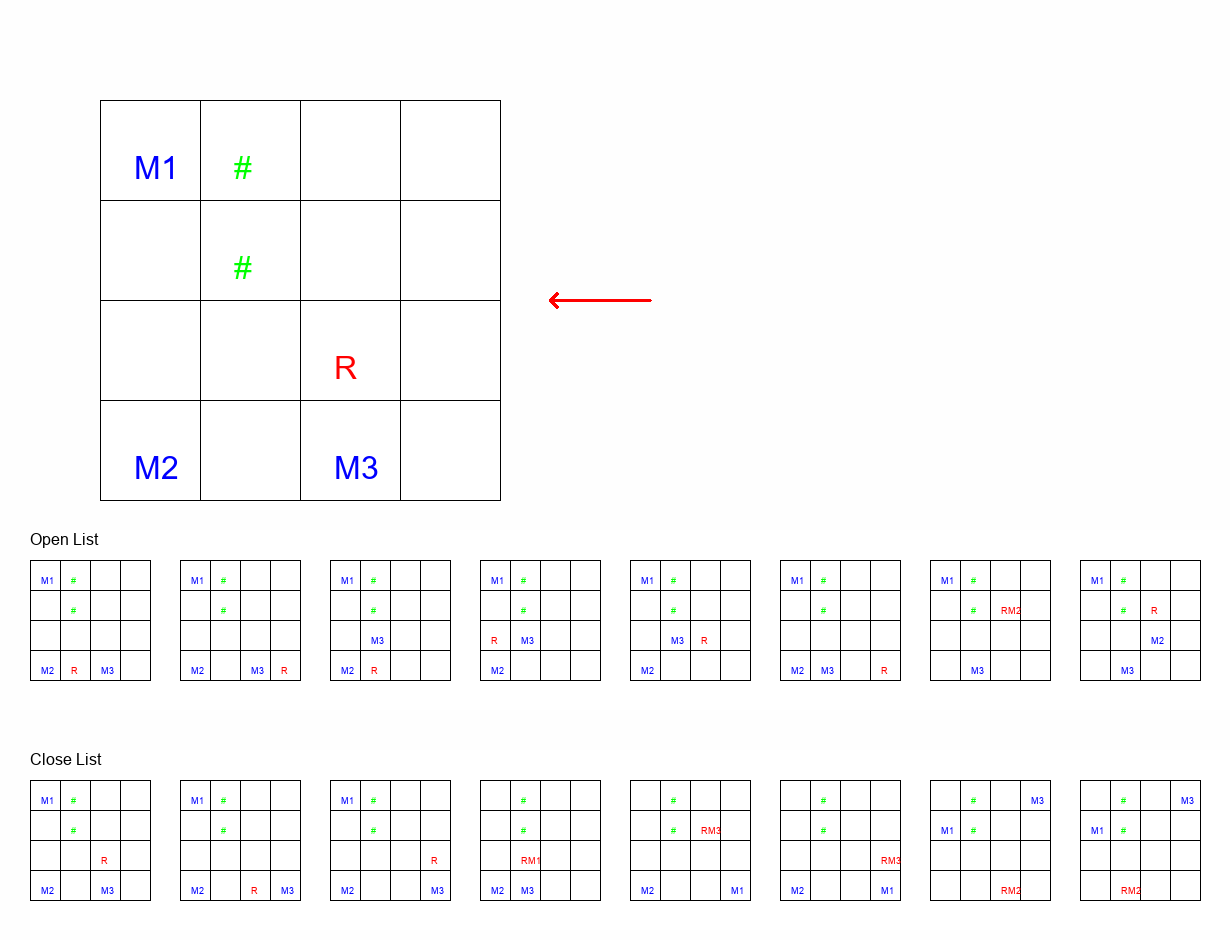 M1 #
#
R
M2 M3
Open List
M1 # M1 # M1 # M1 # M1 # M1 # M1 # M1 #
# # # # # # # RM2 # R
M3 R M3 M3 R M2
M2 R M3 M2 M3 R M2 R M2 M2 M2 M3 R M3 M3
Close List
M1 # M1 # M1 # # # # # M3 # M3
# # # # # RM3 # M1 # M1 #
R R RM1 RM3
M2 M3 M2 R M3 M2 M3 M2 M3 M2 M1 M2 M1 RM2 RM2